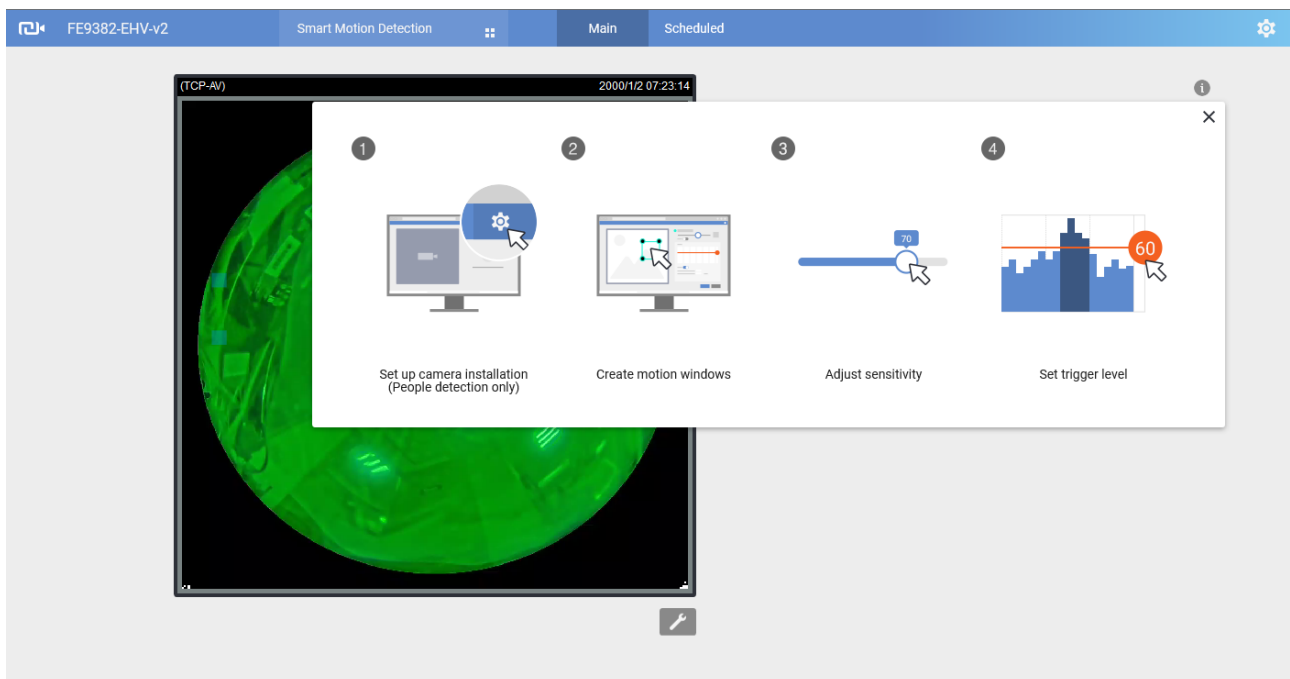 FE9382-EHV-v2
Smart Motion Detection
Main
Scheduled
(TCP-AV)
2000/1/2 07:23:14
1
2
3
4
70
60
Set up camera installation
(People detection only)
Create motion windows
Adjust sensitivity
Set trigger level